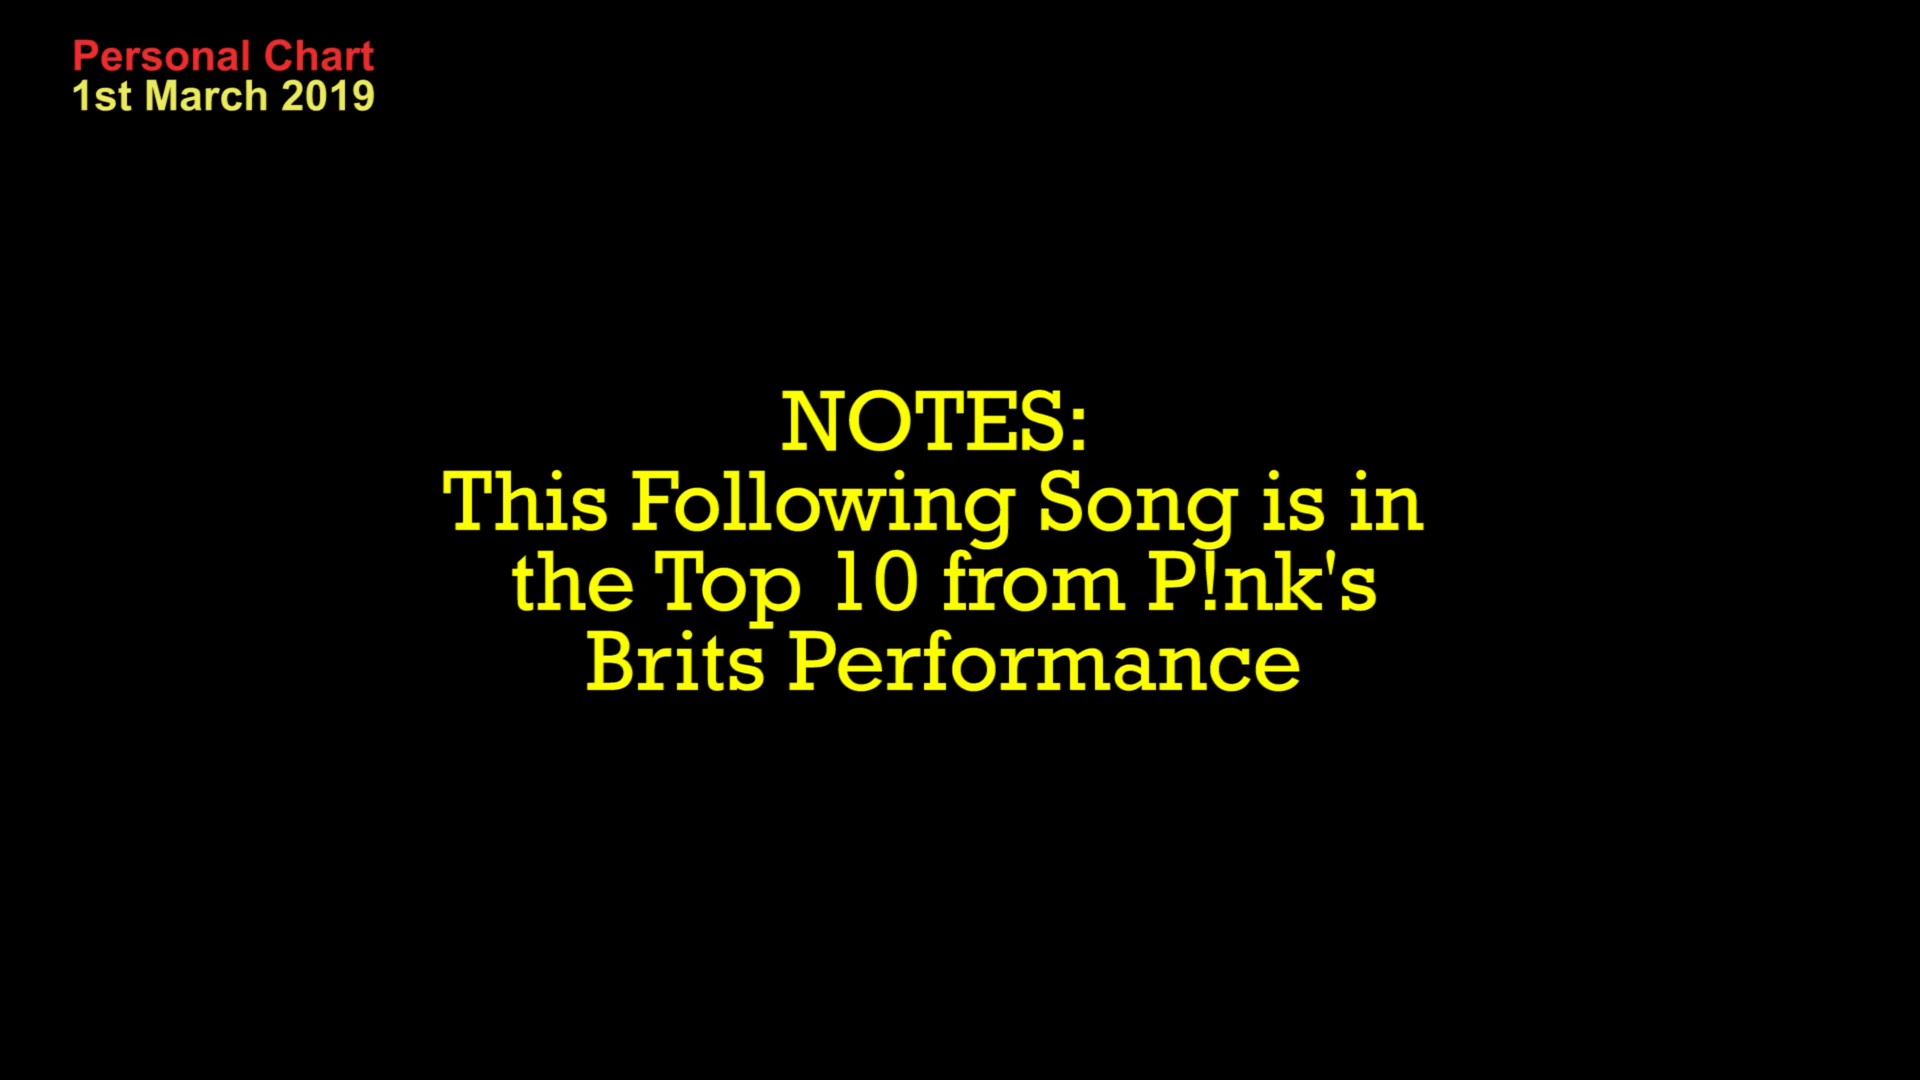 Personal Chart
1st March 2019
NOTES:
This Following Song is in
the Top 10 from P!nk's
Brits Performance